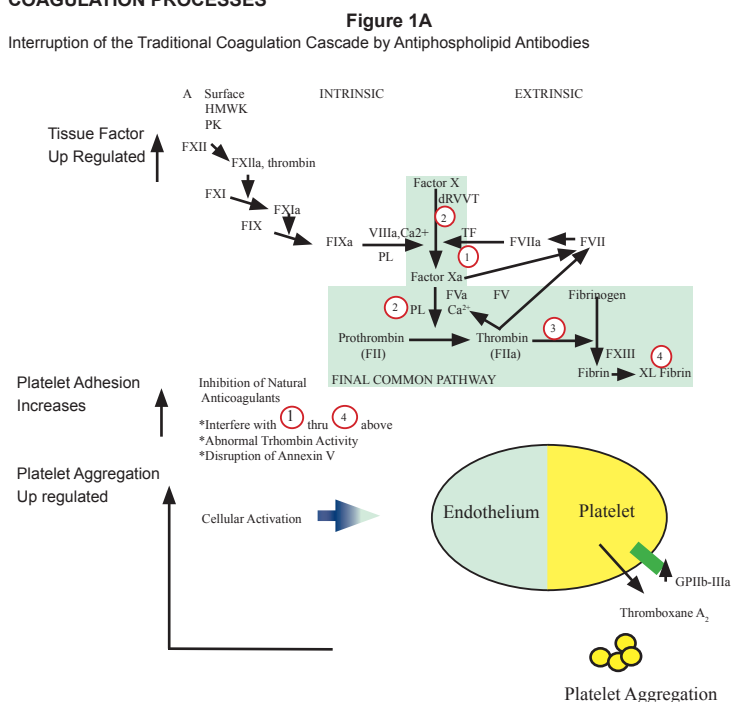 COAGULATION PROCESSES
Figure 1A
Interruption of the Traditional Coagulation Cascade by Antiphospholipid Antibodies
A Surface
HMWK
PK
INTRINSIC
EXTRINSIC
Tissue Factor
Up Regulated
FXII
FXIIa, thrombin
FXI
FXIa
FIX
FIXa
VIIIa,Ca2+
PL
Factor X
dRVVT
2
TF
1
FVIIa
FVII
Factor Xa
2
PL
FVa
Ca2+
FV
Fibrinogen
Prothrombin
(FII)
Thrombin
(FIIa)
3
FXIII
4
Fibrin
XL Fibrin
FINAL COMMON PATHWAY
Platelet Adhesion
Increases
Inhibition of Natural
Anticoagulants
*Interfere with 1 thru 4 above
*Abnormal Trhombin Activity
*Disruption of Annexin V
Platelet Aggregation
Up regulated
Cellular Activation
Endothelium
Platelet
GPIIb-IIIa
Thromboxane A2
Platelet Aggregation